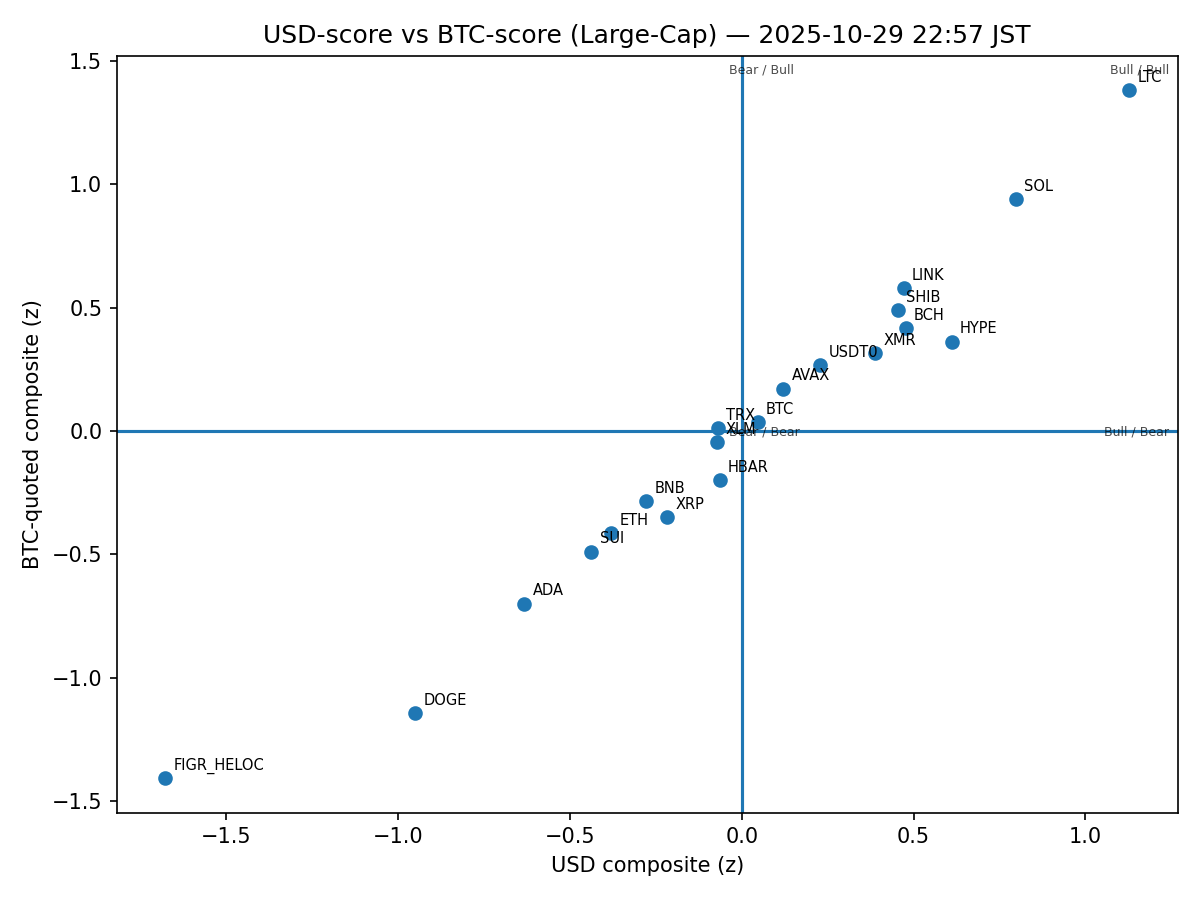 USD-score vs BTC-score (Large-Cap) — 2025-10-29 22:57 JST
1.5
Bear / Bull
Bull / Bull
LTC
1.0
SOL
LINK
0.5
SHIB
BCH
HYPE
XMR
USDT0
AVAX
BTC
TRX
XLM
0.0
Bear / Bear
Bull / Bear
HBAR
BNB
XRP
ETH
SUI
−0.5
ADA
−1.0
DOGE
FIGR_HELOC
−1.5
−1.5
−1.0
−0.5
0.0
0.5
1.0
USD composite (z)
BTC-quoted composite (z)